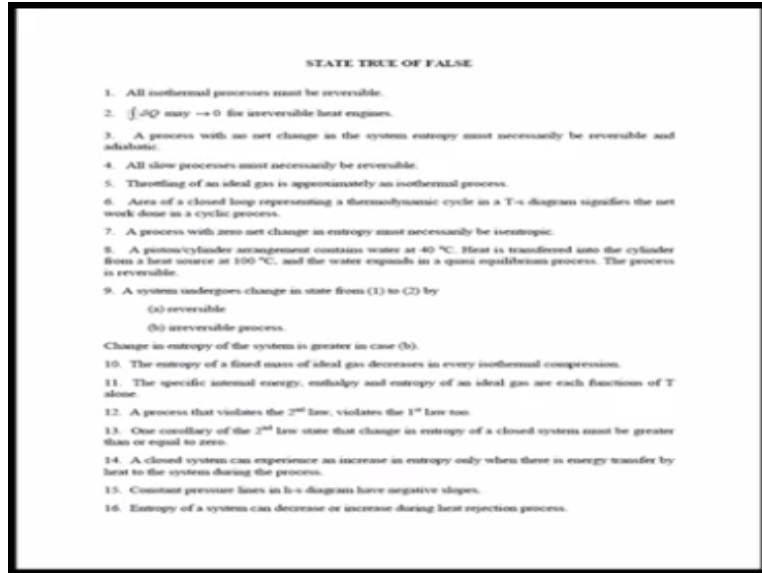 STATE TRUE OF FALSE
1. All isothermal processes must be reversible.
2. ∮ δQ may → 0 for irreversible heat engines.
3. A process with no net change in the system entropy must necessarily be reversible and
adiabatic.
4. All slow processes must necessarily be reversible.
5. Throttling of an ideal gas is approximately an isothermal process.
6. Area of a closed loop representing a thermodynamic cycle in a T-s diagram signifies the net
work done in a cyclic process.
7. A process with zero net change in entropy must necessarily be isentropic.
8. A piston/cylinder arrangement contains water at 40 °C. Heat is transferred into the cylinder
from a heat source at 100 °C, and the water expands in a quasi equilibrium process. The process
is reversible.
9. A system undergoes change in state from (1) to (2) by
(a) reversible
(b) irreversible process.
Change in entropy of the system is greater in case (b).
10. The entropy of a fixed mass of ideal gas decreases in every isothermal compression.
11. The specific internal energy, enthalpy and entropy of an ideal gas are each functions of T
alone.
12. A process that violates the 2nd law, violates the 1st law too.
13. One corollary of the 2nd law state that change in entropy of a closed system must be greater
than or equal to zero.
14. A closed system can experience an increase in entropy only when there is energy transfer by
heat to the system during the process.
15. Constant pressure lines in h-s diagram have negative slopes.
16. Entropy of a system can decrease or increase during heat rejection process.